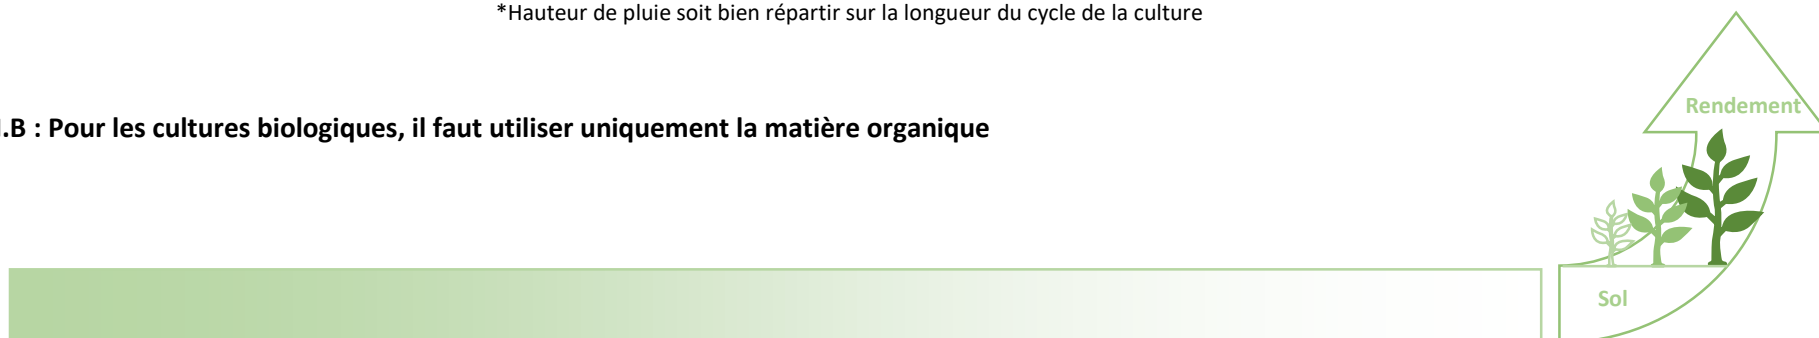 *Hauteur de pluie soit bien répartir sur la longueur du cycle de la culture
.B : Pour les cultures biologiques, il faut utiliser uniquement la matière organique
Rendement
Sol